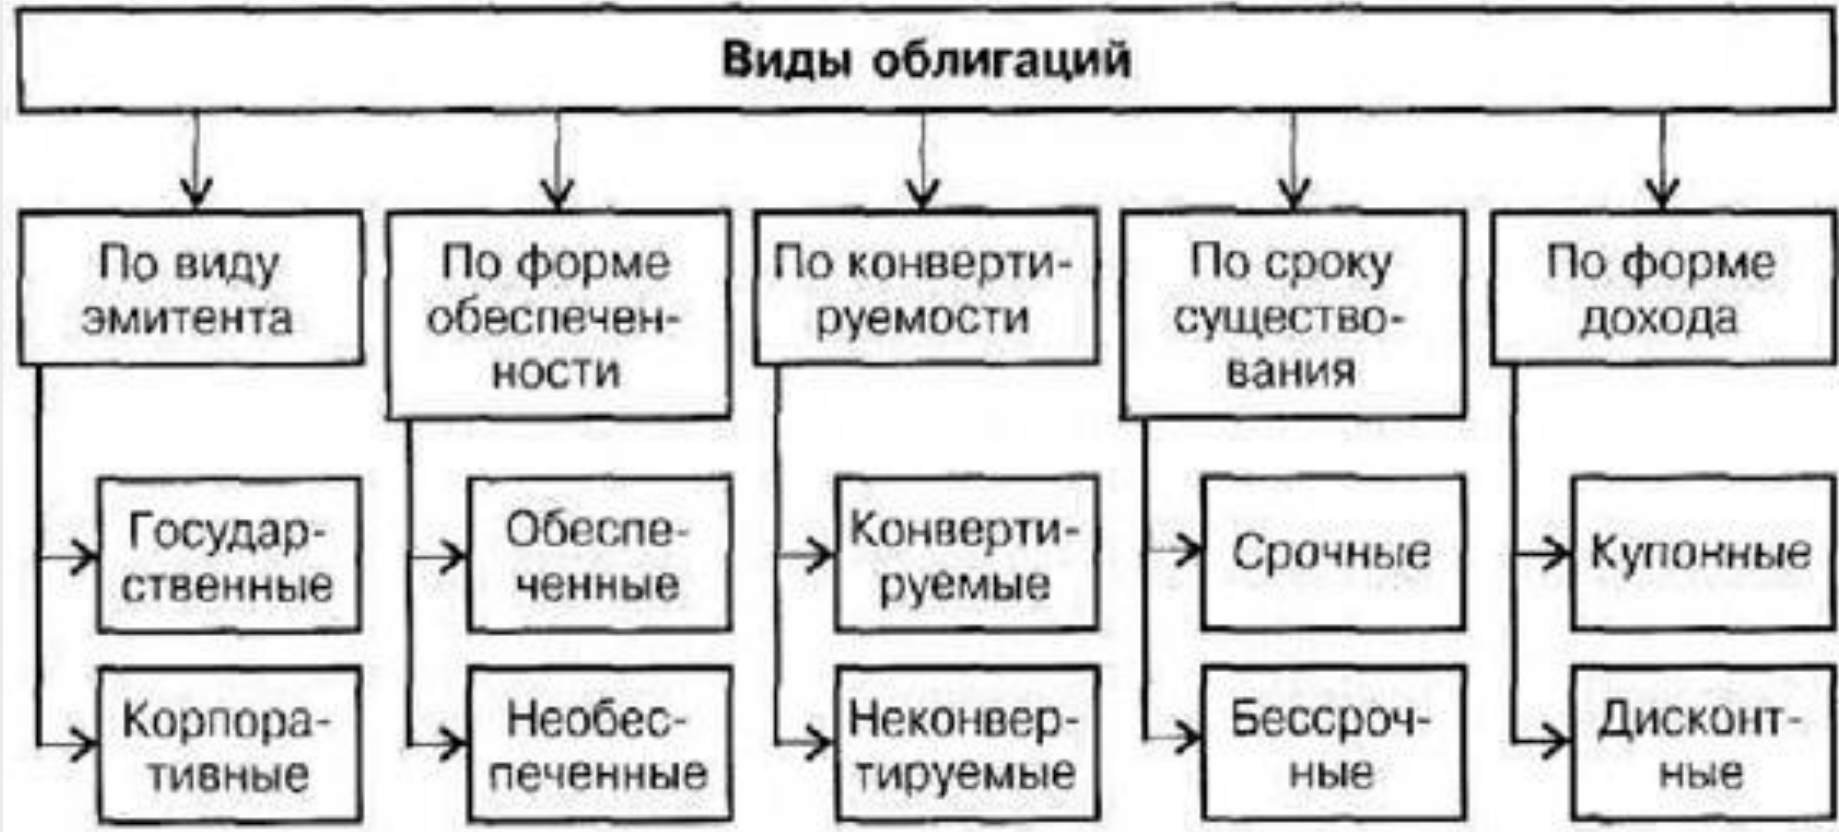 Виды облигаций
По виду
эмитента
По форме
обеспечен-
ности
По конверти-
руемости
По сроку
существо-
вания
По форме
дохода
Государ-
ственные
Обеспе-
ченные
Конверти-
руемые
Срочные
Купонные
Корпора-
тивные
Необес-
печенные
Неконвер-
тируемые
Бессроч-
ные
Дисконт-
ные